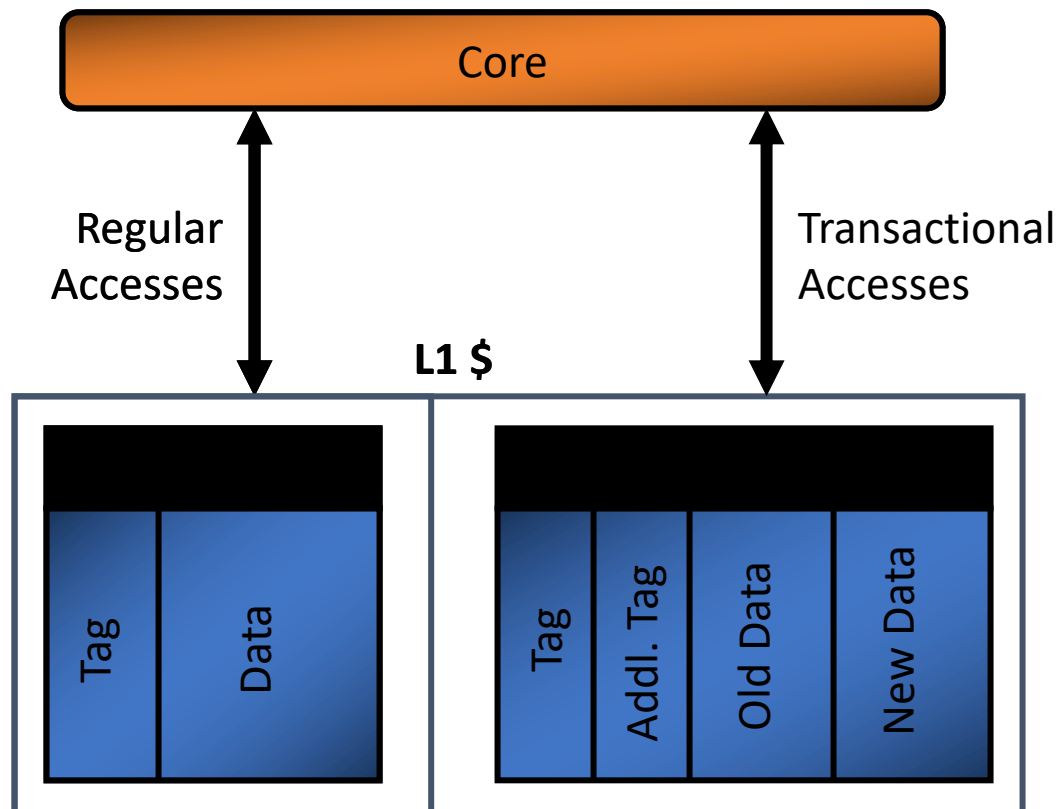 Core
Regular
Accesses
Transactional
Accesses
L1 $
Tag
Data
Tag
Addl. Tag
Old Data
New Data